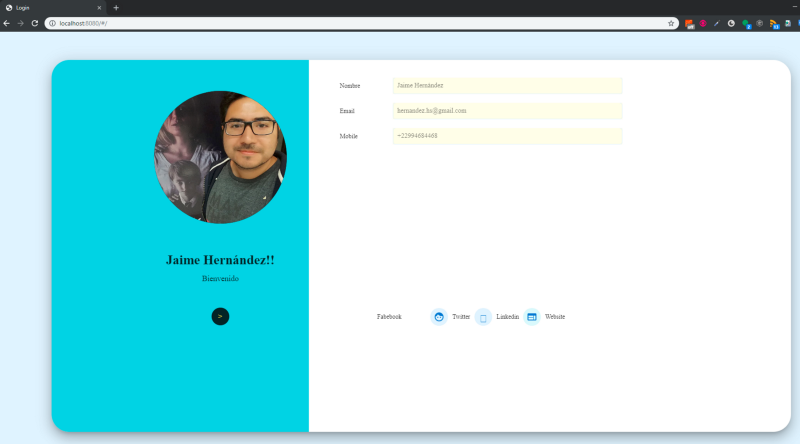 Login
localhost:8080/#/
Nombre
Jaime Hernández
Email
hernandez.hs@gmail.com
Mobile
+22994684468
Jaime Hernández!!
Bienvenido
>
Fabebook
Twitter
Linkedin
Website